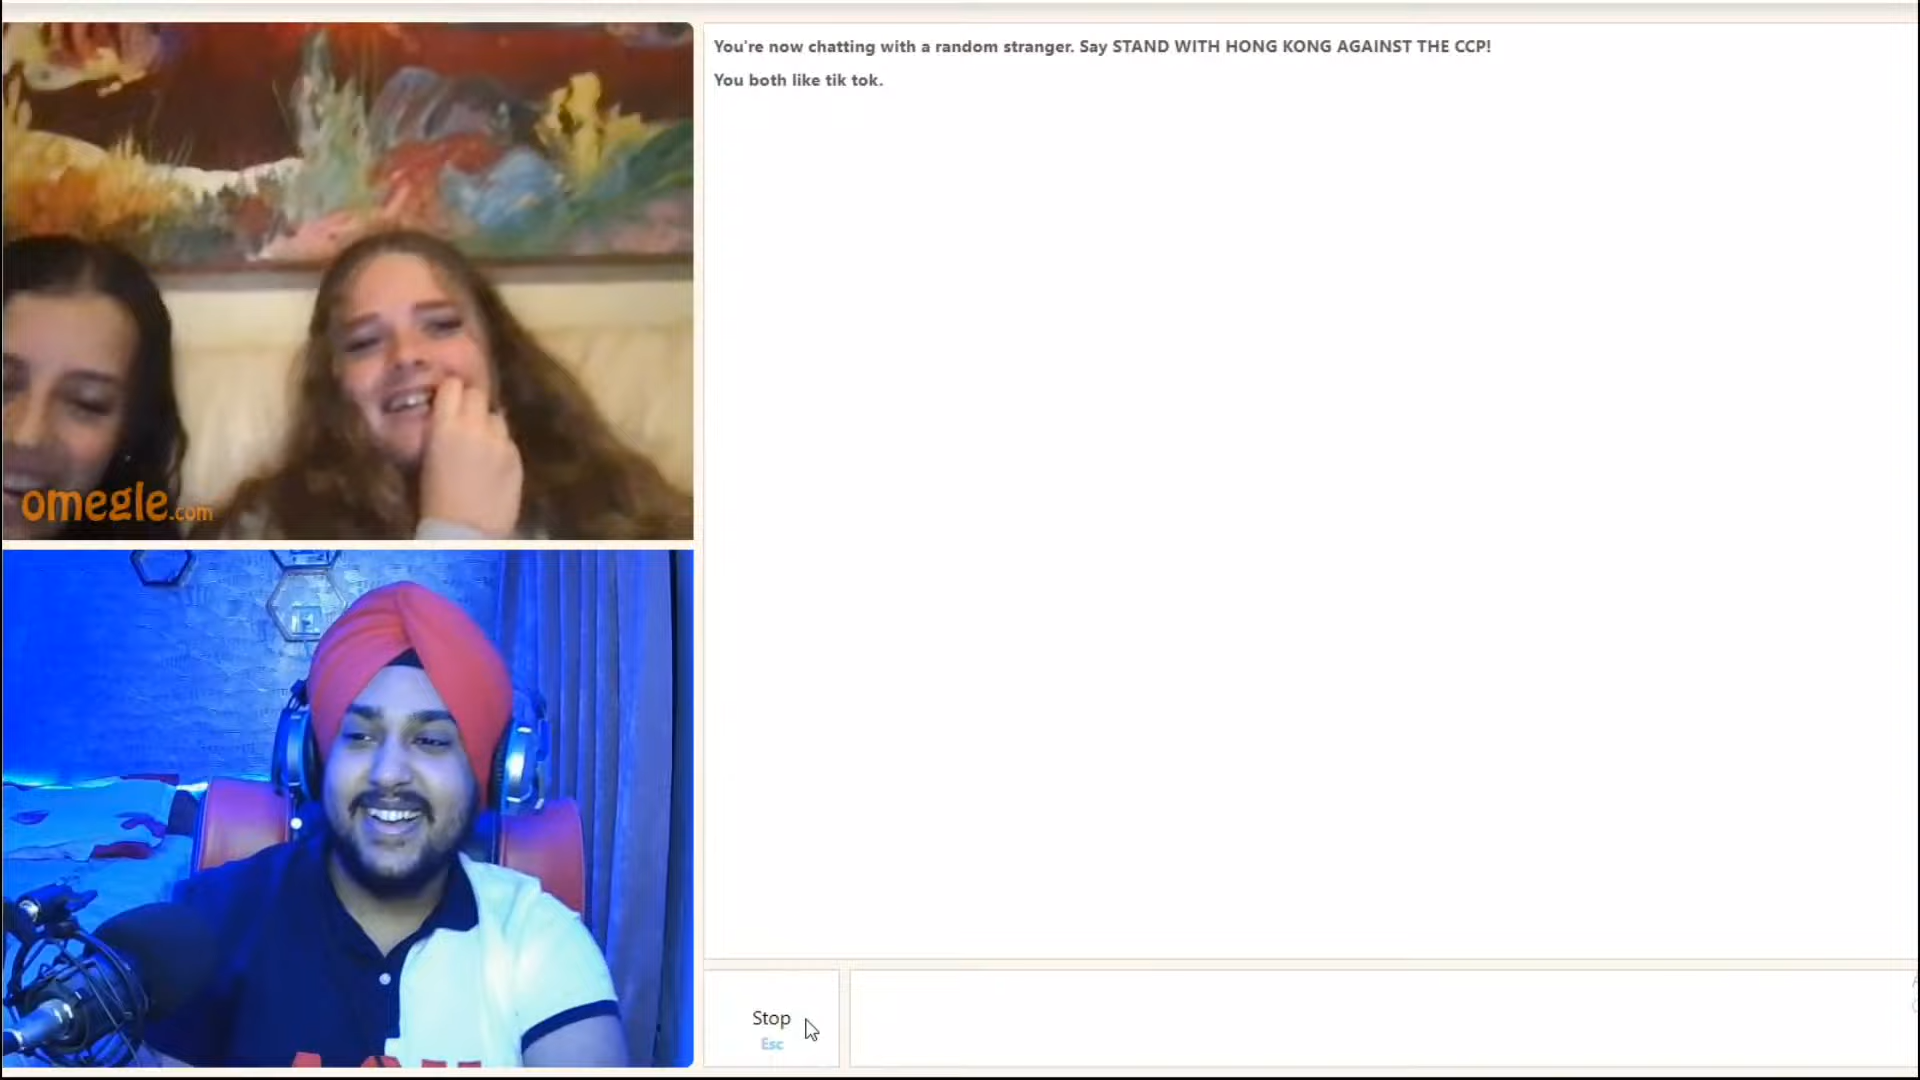 You're now chatting with a random stranger. Say STAND WITH HONG KONG AGAINST THE CCP!
You both like tik tok.
omegle.com
Stop
Esc